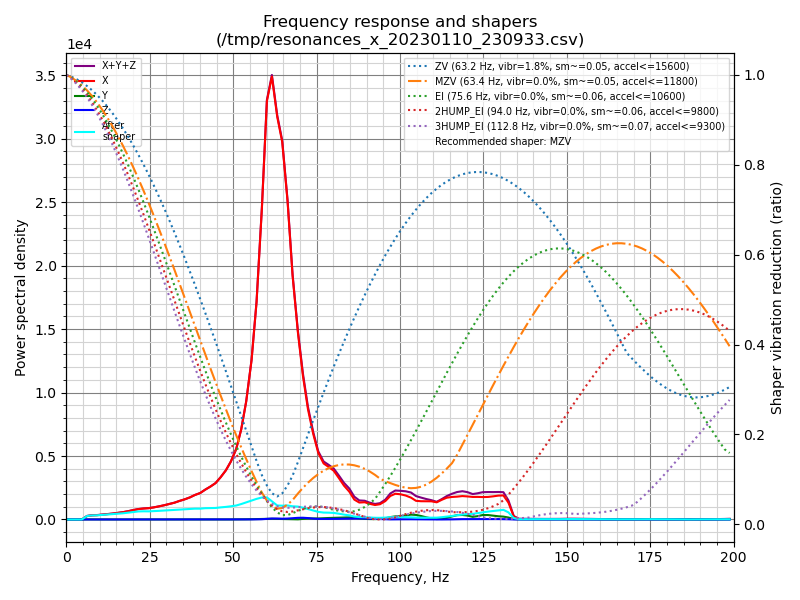 Frequency response and shapers
(/tmp/resonances_x_20230110_230933.csv)
1e4
X+Y+Z
X
Y
Z
After
shaper
ZV (63.2 Hz, vibr=1.8%, sm~=0.05, accel<=15600)
MZV (63.4 Hz, vibr=0.0%, sm~=0.05, accel<=11800)
EI (75.6 Hz, vibr=0.0%, sm~=0.06, accel<=10600)
2HUMP_EI (94.0 Hz, vibr=0.0%, sm~=0.06, accel<=9800)
3HUMP_EI (112.8 Hz, vibr=0.0%, sm~=0.07, accel<=9300)
Recommended shaper: MZV
3.5
3.0
2.5
2.0
1.5
1.0
0.5
0.0
Power spectral density
1.0
0.8
0.6
0.4
0.2
0.0
Shaper vibration reduction (ratio)
0 25 50 75 100 125 150 175 200
Frequency, Hz